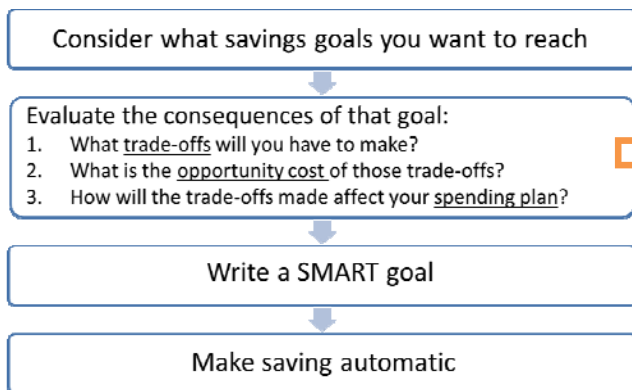 Consider what savings goals you want to reach
Evaluate the consequences of that goal:
1. What trade-offs will you have to make?
2. What is the opportunity cost of those trade-offs?
3. How will the trade-offs made affect your spending plan?
Write a SMART goal
Make saving automatic